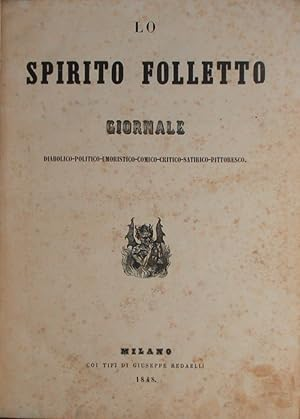 LO
SPIRITO FOLLETTO
GIORNALE
DIABOLICO-POLITICO-UMORISTICO-COMICO-CRITICO-SATIRICO-PITTORESCO.
MILANO
COI TIPI DI GIUSEPPE REDAELLI
1848.